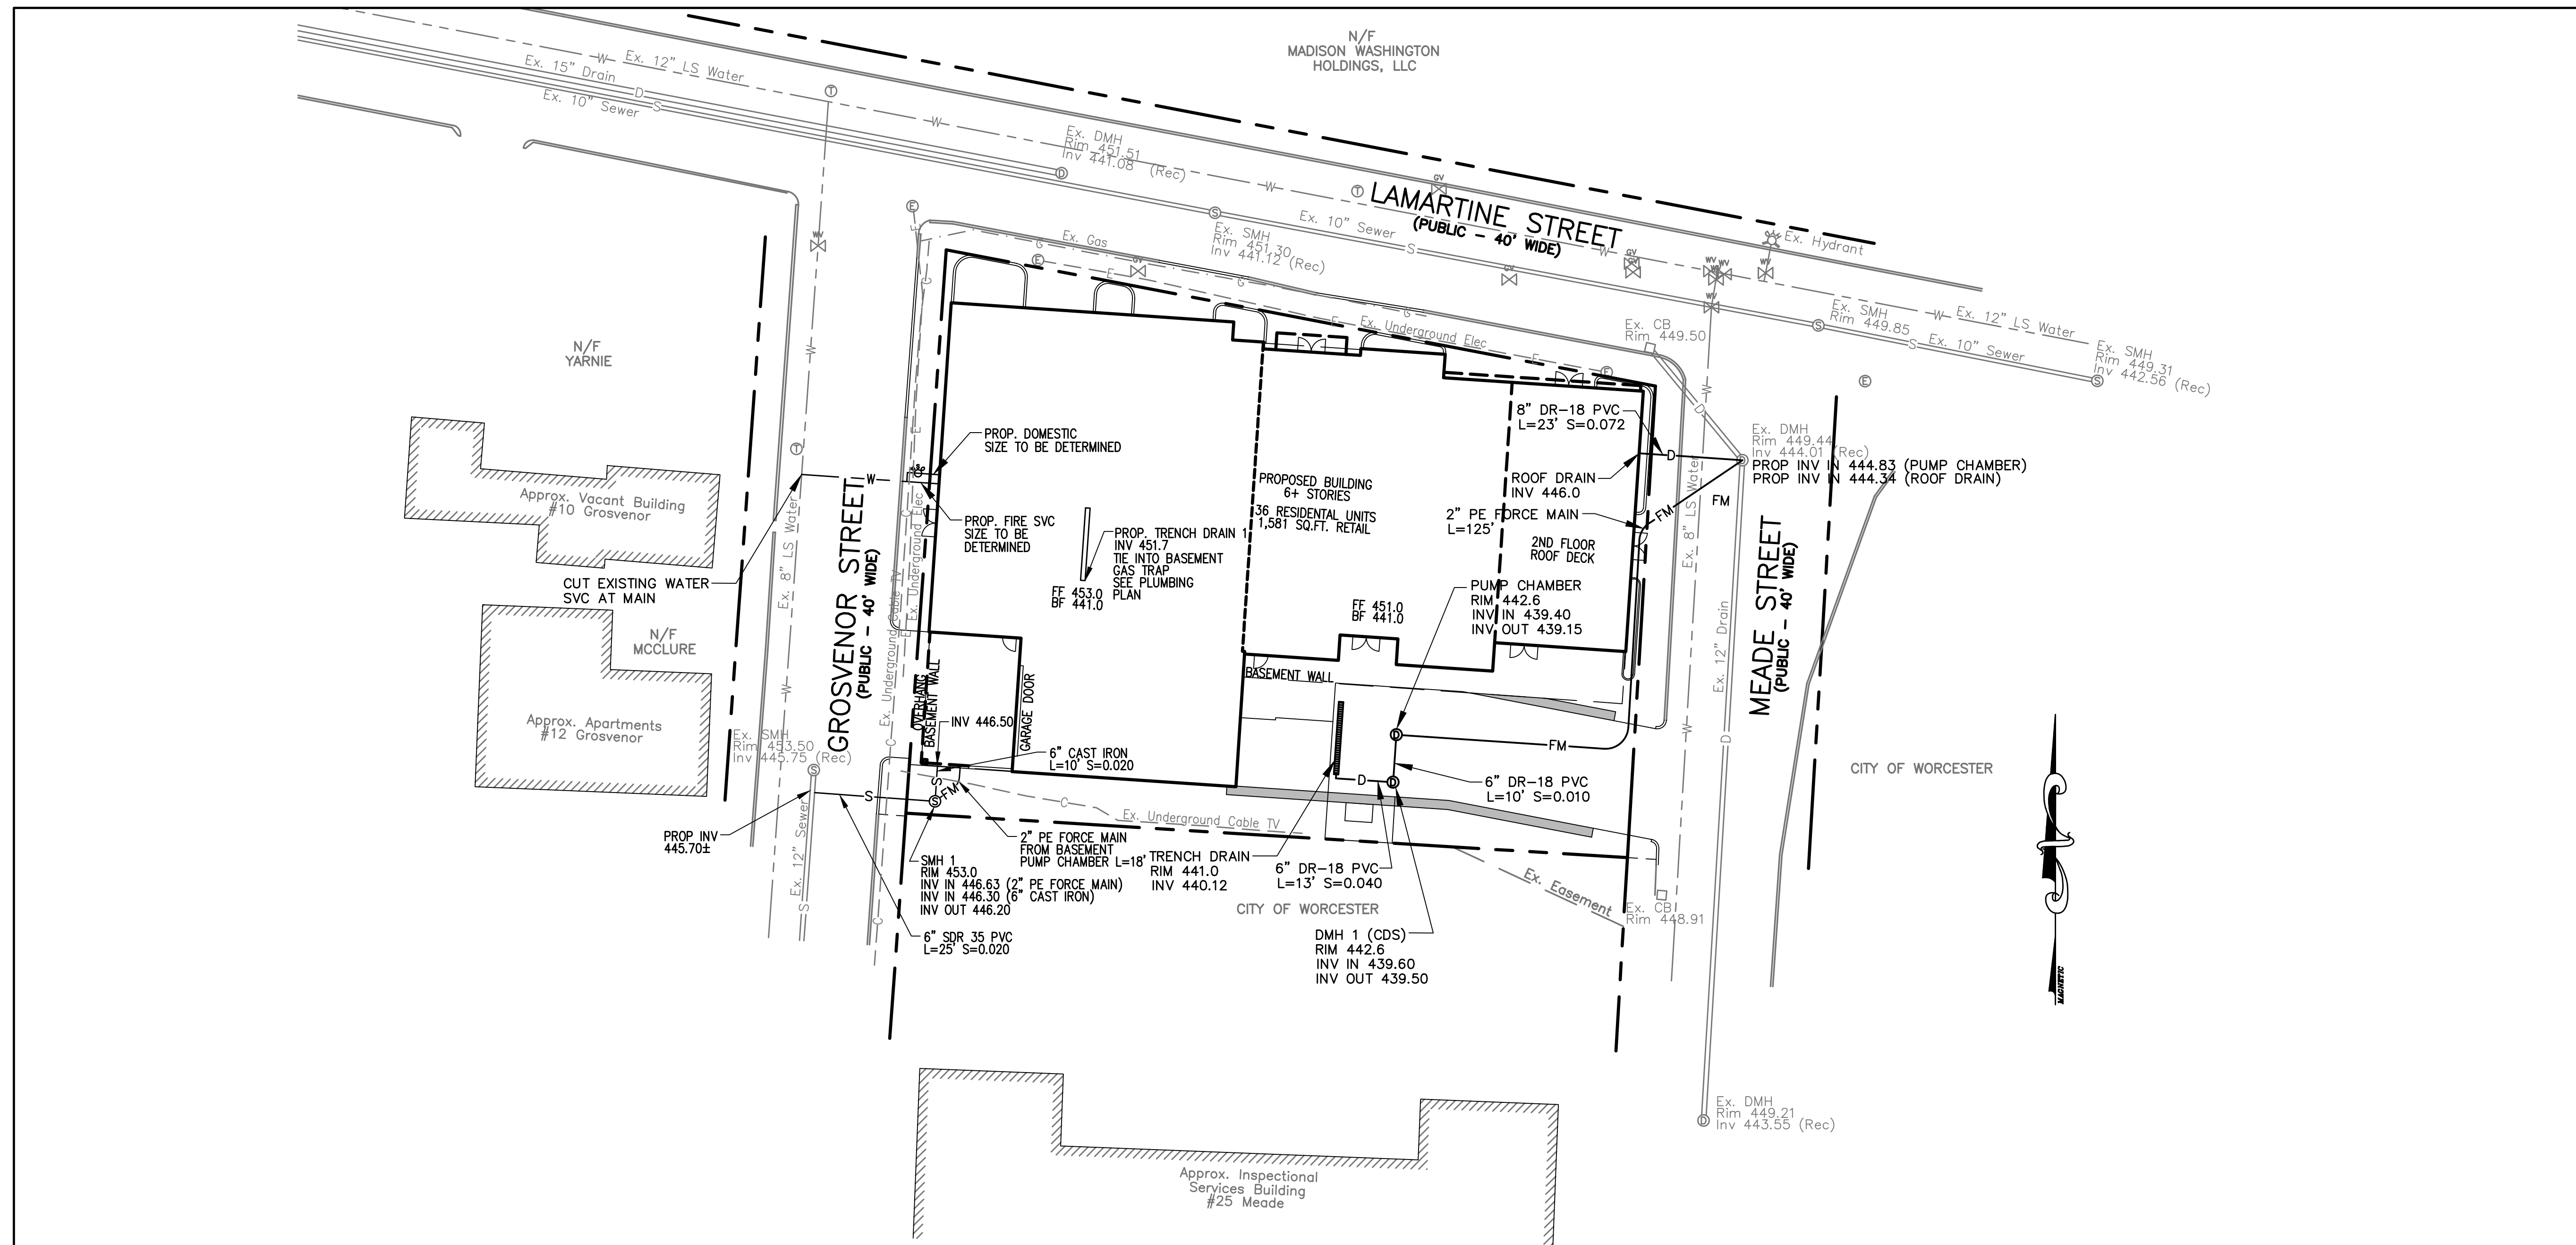 N/F
MADISON WASHINGTON
HOLDINGS, LLC
W
Ex. 12" LS Water
Ex. 15" Drain
D
S
Ex. 10" Sewer
T
W
Ex. DMH
Rim 451.51
Inv 441.08 (Rec)
D
W
T
GV
LAMARTINE STREET
(PUBLIC - 40' WIDE)
S
Ex. 10" Sewer
S
W
Ex. SMH
Rim 451.30
Inv 441.12 (Rec)
Ex. Hydrant
WV
E
E
Ex. Gas
G
G
G
G
GV
GV
GV
WV
WV
WV
WV
E
E
E
Ex. Underground Elec
E
E
Ex. CB
Rim 449.50
Ex. SMH
Rim 449.85
S
W
Ex. 12" LS Water
S
Ex. 10" Sewer
Ex. SMH
Rim 449.31
Inv 442.56 (Rec)
S
E
N/F
YARNIE
W
W
D
T
PROP. DOMESTIC
SIZE TO BE DETERMINED
8" DR-18 PVC
L=23' S=0.072
D
Ex. DMH
Rim 449.44
Inv 444.01 (Rec)
PROP INV IN 444.83 (PUMP CHAMBER)
PROP INV IN 444.34 (ROOF DRAIN)
ROOF DRAIN
INV 446.0
FM
FM
2" PE FORCE MAIN
L=125'
2ND FLOOR
ROOF DECK
PROPOSED BUILDING
6+ STORIES
36 RESIDENTAL UNITS
1,581 SQ.FT. RETAIL
Approx. Vacant Building
#10 Grosvenor
W
PROP. FIRE SVC
SIZE TO BE
DETERMINED
PROP. TRENCH DRAIN 1
INV 451.7
TIE INTO BASEMENT
GAS TRAP
SEE PLUMBING
PLAN
FF 453.0
BF 441.0
FF 451.0
BF 441.0
CUT EXISTING WATER
SVC AT MAIN
Ex. 8" LS Water
GROSVENOR STREET
(PUBLIC - 40' WIDE)
Ex. Underground Cable TV
Ex. Underground Elec
PUMP CHAMBER
RIM 442.6
INV IN 439.40
INV OUT 439.15
Ex. 8" LS Water
Ex. 12" Drain
MEADE STREET
(PUBLIC - 40' WIDE)
N/F
MCCLURE
W
W
D
Approx. Apartments
#12 Grosvenor
OVERHANG
BASEMENT WALL
GARAGE DOOR
BASEMENT WALL
INV 446.50
6" CAST IRON
L=10' S=0.020
Ex. SMH
Rim 453.50
Inv 445.75 (Rec)
S
C
S
S
S
FM
C
Ex. Underground Cable TV
D
D
D
FM
6" DR-18 PVC
L=10' S=0.010
CITY OF WORCESTER
PROP INV
445.70±
Ex. 12" Sewer
S
C
2" PE FORCE MAIN
FROM BASEMENT
PUMP CHAMBER L=18'
SMH 1
RIM 453.0
INV IN 446.63 (2" PE FORCE MAIN)
INV IN 446.30 (6" CAST IRON)
INV OUT 446.20
6" SDR 35 PVC
L=25' S=0.020
TRENCH DRAIN
RIM 441.0
INV 440.12
6" DR-18 PVC
L=13' S=0.040
CITY OF WORCESTER
Ex. Easement
Ex. CB
Rim 448.91
DMH 1 (CDS)
RIM 442.6
INV IN 439.60
INV OUT 439.50
MAGNETIC
Ex. DMH
Rim 449.21
Inv 443.55 (Rec)
D
Approx. Inspectional
Services Building
#25 Meade